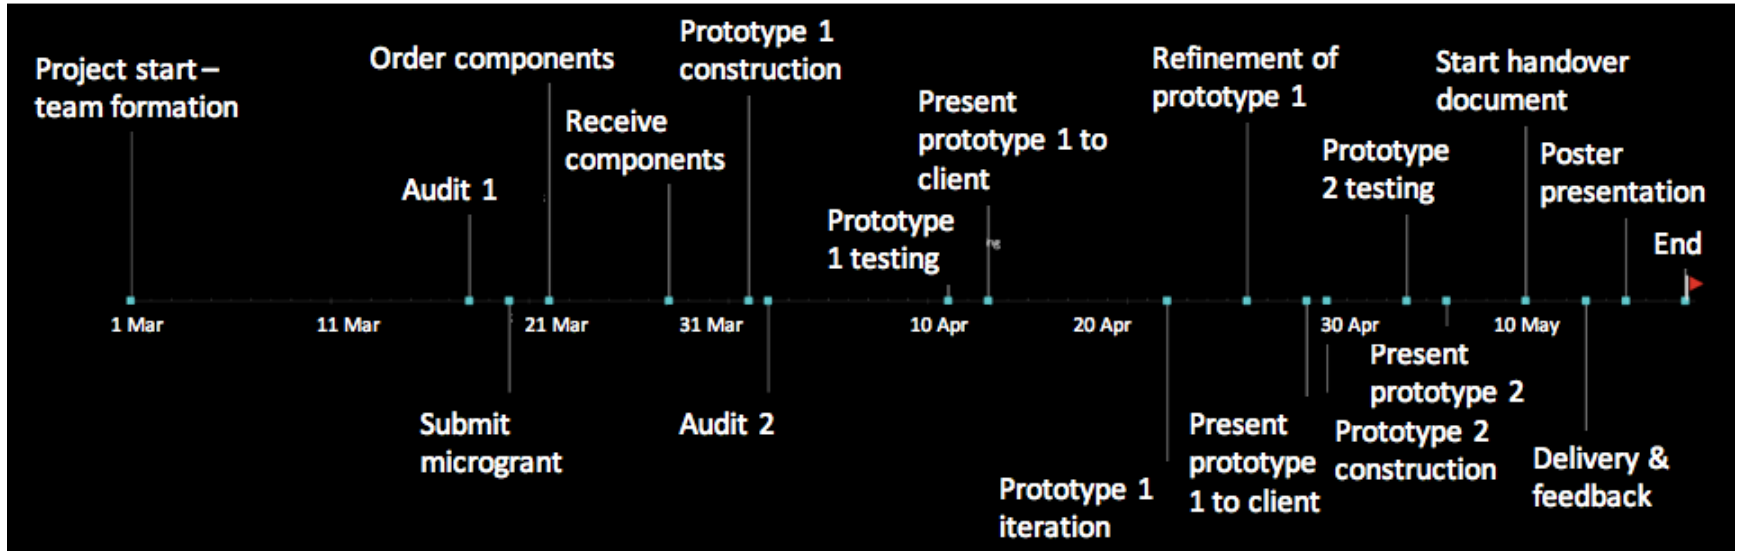 Project start –
team formation
Order components
Prototype 1
construction
Receive
components
Audit 1
Present
prototype 1 to
client
Prototype
1 testing
Refinement of
prototype 1
Prototype
2 testing
Start handover
document
Poster
presentation
End
1 Mar
11 Mar
21 Mar
31 Mar
10 Apr
20 Apr
30 Apr
10 May
Submit
microgrant
Audit 2
Prototype 1
iteration
Present
prototype
1 to client
Present
prototype 2
Prototype 2
construction
Delivery &
feedback